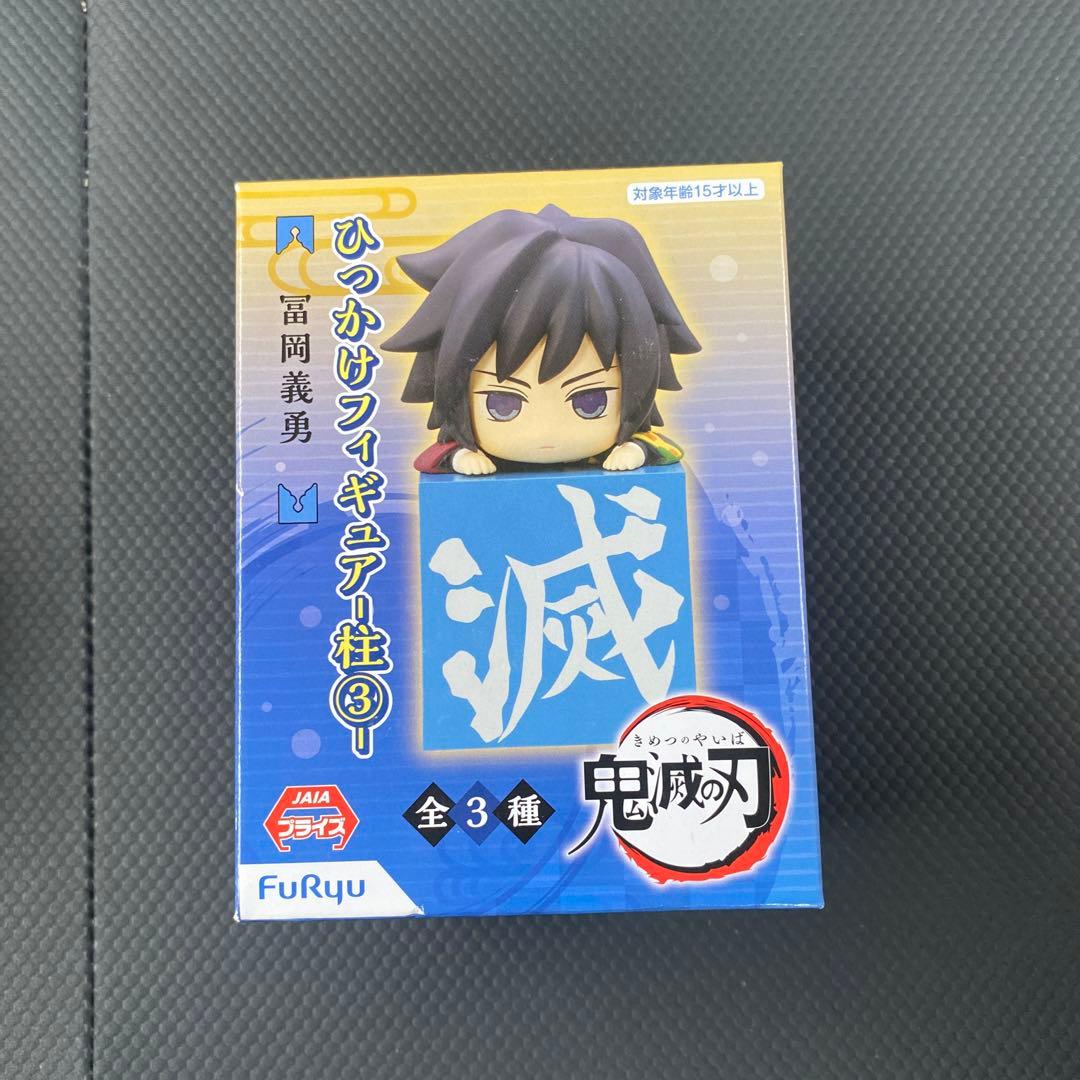 対象年齢15才以上
ひっかけフィギュアー柱③ー
冨岡義勇
滅
きめつのやいば
鬼滅の刃
全3種
JAIA
プライズ
FuRyu